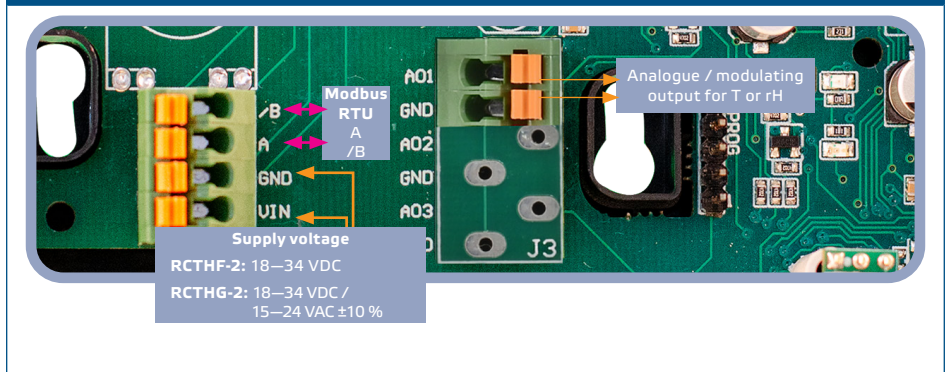 /B
A
GND
VIN
Modbus
RTU
A
/B
AO1
GND
AO2
GND
AO3
J3
PROG
Analogue / modulating
output for T or rH
Supply voltage
RCTHF-2: 18—34 VDC
RCTHG-2: 18—34 VDC /
15—24 VAC ±10 %